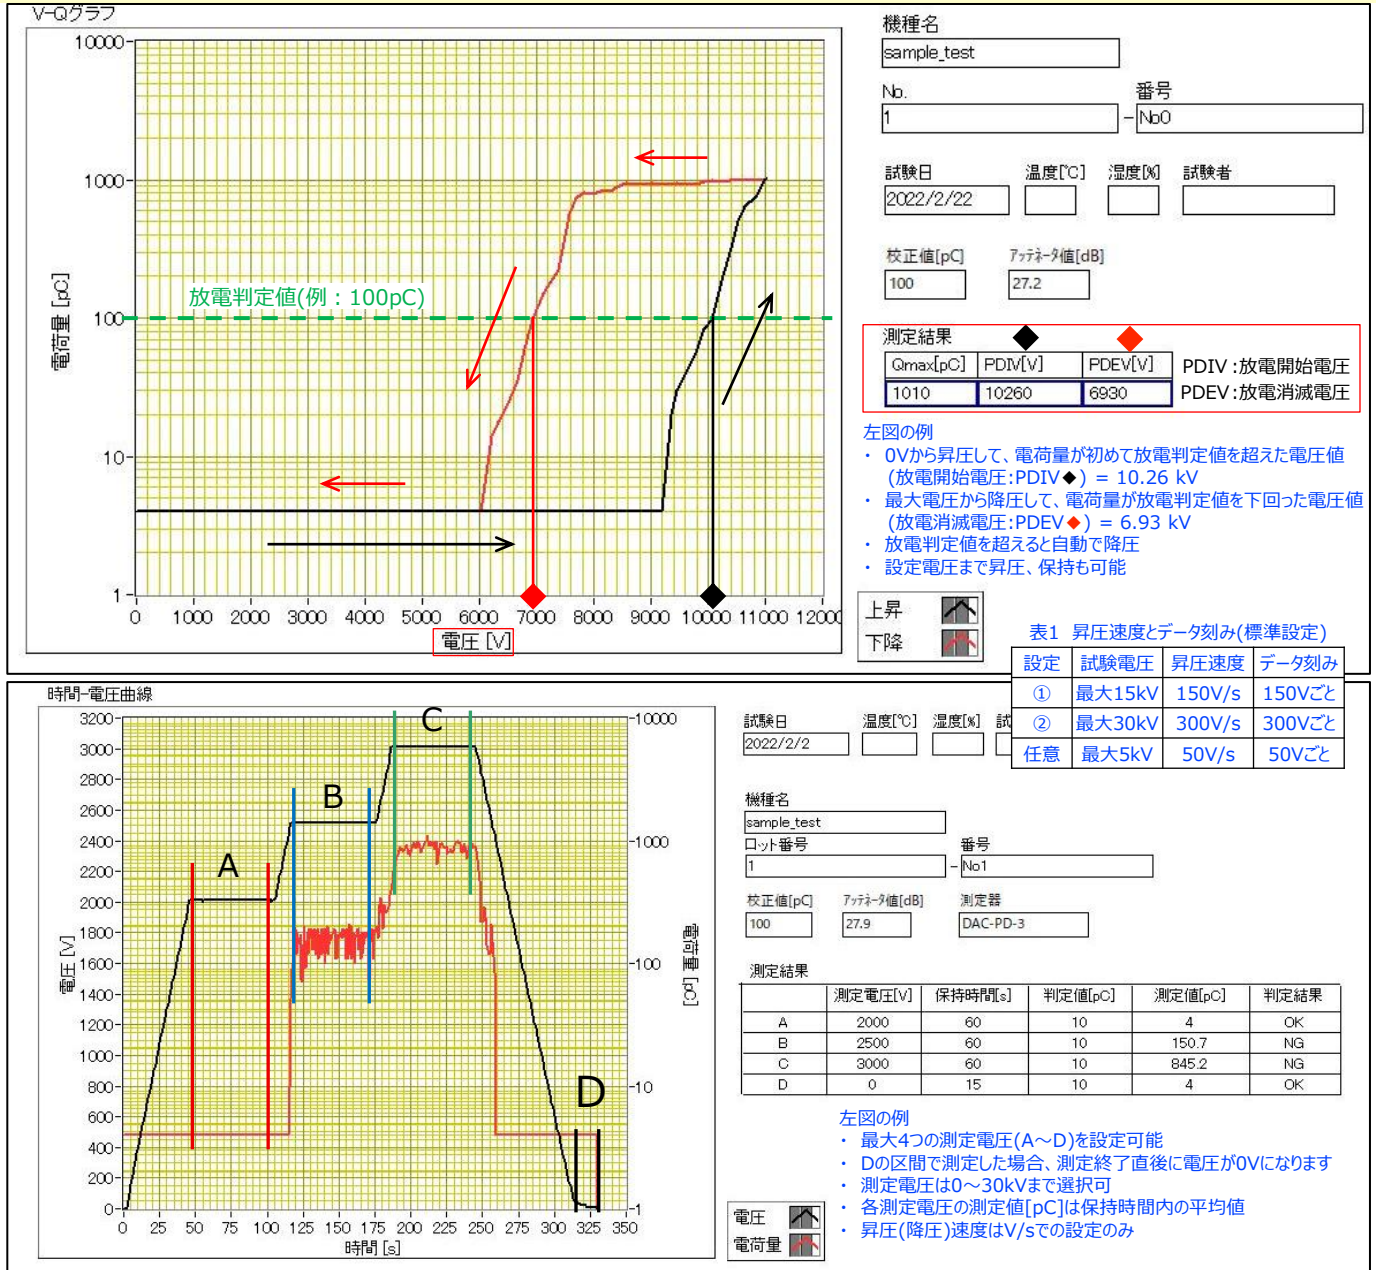 V-Qグラフ
10000
1000
100
10
1
電荷量 [pC]
放電判定値(例：100pC)
0 1000 2000 3000 4000 5000 6000 7000 8000 9000 10000 11000 12000
電圧 [V]
機種名
sample_test
No. 番号
1 - No0
試験日 温度[℃] 湿度[%] 試験者
2022/2/22
校正値[pC] アッテネータ値[dB]
100 27.2
測定結果
Qmax[pC] PDIV[V] PDEV[V]
1010 10260 6930
PDIV :放電開始電圧
PDEV :放電消滅電圧
左図の例
・ 0Vから昇圧して、電荷量が初めて放電判定値を超えた電圧値
(放電開始電圧:PDIV◆) = 10.26 kV
・ 最大電圧から降圧して、電荷量が放電判定値を下回った電圧値
(放電消滅電圧:PDEV◆) = 6.93 kV
・ 放電判定値を超えると自動で降圧
・ 設定電圧まで昇圧、保持も可能
上昇
下降
表1 昇圧速度とデータ刻み(標準設定)
設定 試験電圧 昇圧速度 データ刻み
① 最大15kV 150V/s 150Vごと
② 最大30kV 300V/s 300Vごと
任意 最大5kV 50V/s 50Vごと
時間-電圧曲線
3200
3000
2800
2600
2400
2200
2000
1800
1600
1400
1200
1000
800
600
400
200
0
電圧 [V]
A
B
C
D
10000
1000
100
10
1
電荷量 [pC]
0 25 50 75 100 125 150 175 200 225 250 275 300 325 350
時間 [s]
試験日 温度[℃] 湿度[%] 試
2022/2/2
機種名
sample_test
ロット番号 番号
1 - No1
校正値[pC] アッテネータ値[dB] 測定器
100 27.9 DAC-PD-3
測定結果
測定電圧[V] 保持時間[s] 判定値[pC] 測定値[pC] 判定結果
A 2000 60 10 4 OK
B 2500 60 10 150.7 NG
C 3000 60 10 845.2 NG
D 0 15 10 4 OK
左図の例
・ 最大4つの測定電圧(A～D)を設定可能
・ Dの区間で測定した場合、測定終了直後に電圧が0Vになります
・ 測定電圧は0～30kVまで選択可
・ 各測定電圧の測定値[pC]は保持時間内の平均値
・ 昇圧(降圧)速度はV/sでの設定のみ
電圧
電荷量